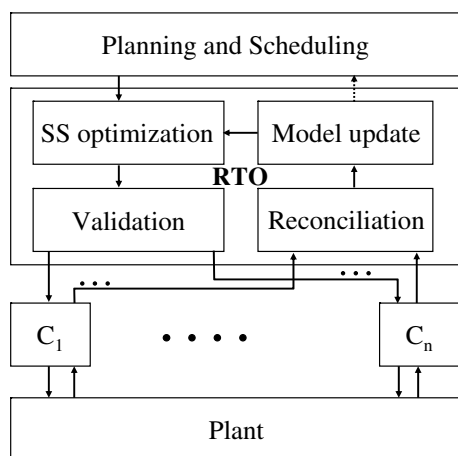 Planning and Scheduling
SS optimization
Model update
RTO
Validation
Reconciliation
• • •
• • •
C₁
• • • •
Cₙ
Plant